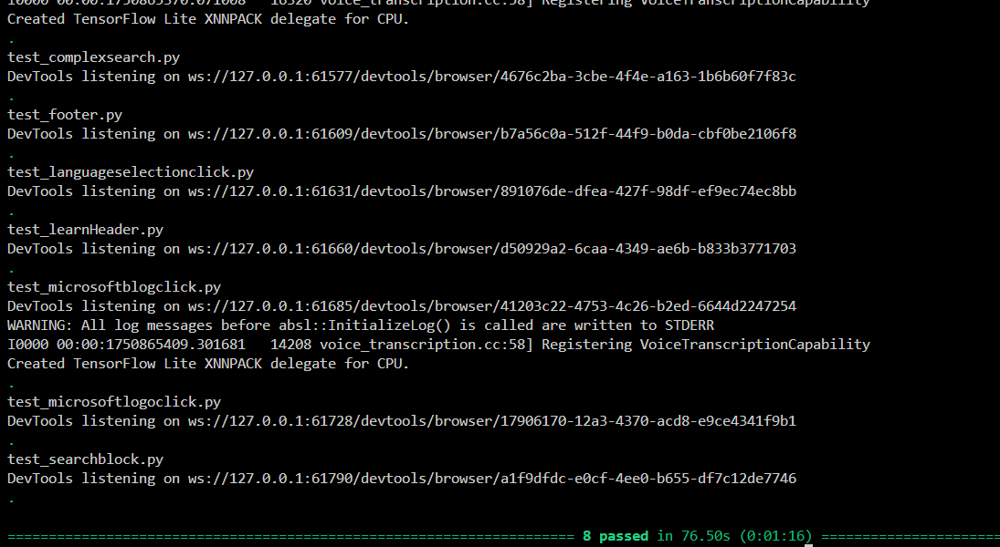 I0000 00:00:1750865370.071008   16320 voice_transcription.cc:58] Registering VoiceTranscriptionCapability
Created TensorFlow Lite XNNPACK delegate for CPU.
.
test_complexsearch.py
DevTools listening on ws://127.0.0.1:61577/devtools/browser/4676c2ba-3cbe-4f4e-a163-1b6b60f7f83c
.
test_footer.py
DevTools listening on ws://127.0.0.1:61609/devtools/browser/b7a56c0a-512f-44f9-b0da-cbf0be2106f8
.
test_languageselectionclick.py
DevTools listening on ws://127.0.0.1:61631/devtools/browser/891076de-dfea-427f-98df-ef9ec74ec8bb
.
test_learnHeader.py
DevTools listening on ws://127.0.0.1:61660/devtools/browser/d50929a2-6caa-4349-ae6b-b833b3771703
.
test_microsoftblogclick.py
DevTools listening on ws://127.0.0.1:61685/devtools/browser/41203c22-4753-4c26-b2ed-6644d2247254
WARNING: All log messages before absl::InitializeLog() is called are written to STDERR
I0000 00:00:1750865409.301681   14208 voice_transcription.cc:58] Registering VoiceTranscriptionCapability
Created TensorFlow Lite XNNPACK delegate for CPU.
.
test_microsoftlogoclick.py
DevTools listening on ws://127.0.0.1:61728/devtools/browser/17906170-12a3-4370-acd8-e9ce4341f9b1
.
test_searchblock.py
DevTools listening on ws://127.0.0.1:61790/devtools/browser/a1f9dfdc-e0cf-4ee0-b655-df7c12de7746
.
===================================================================== 8 passed in 76.50s (0:01:16) ======================